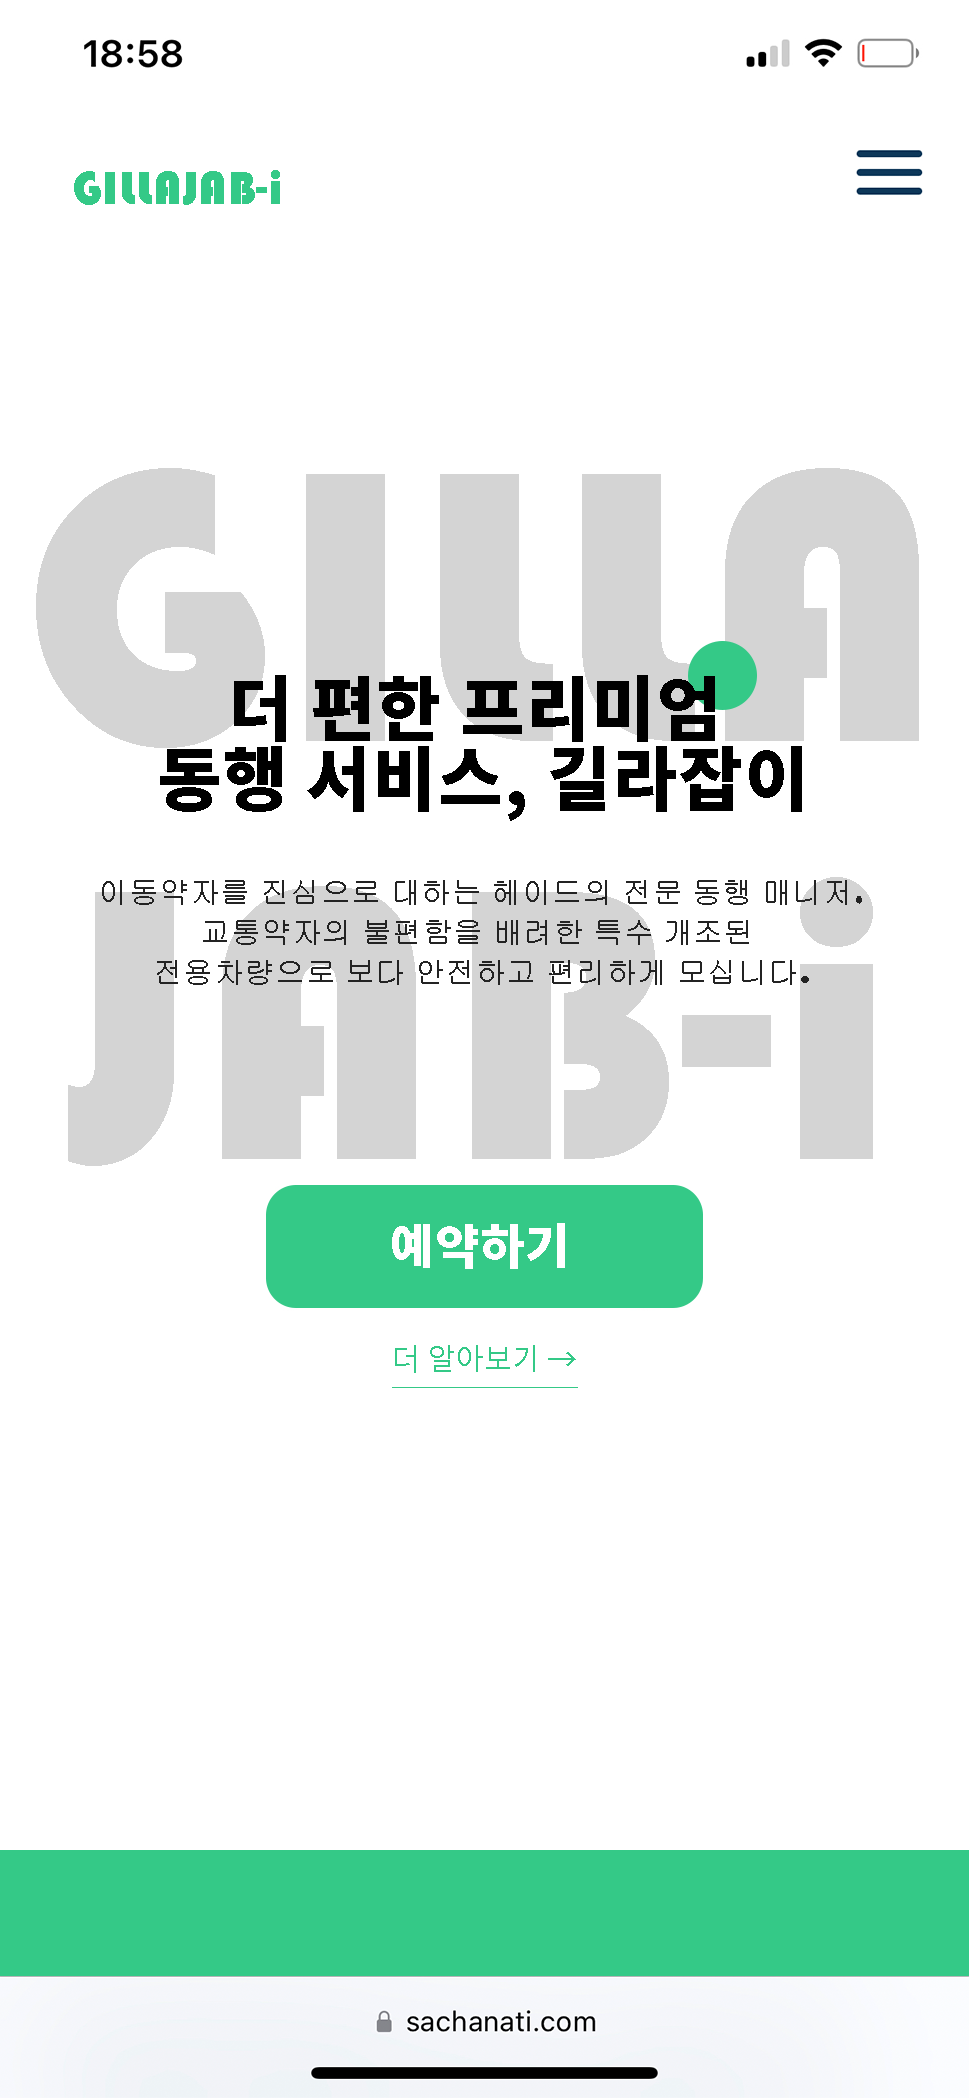 18:58
GILLAJAB-i
GILLA
더 편한 프리미엄
동행 서비스, 길라잡이
이동약자를 진심으로 대하는 헤이드의 전문 동행 매니저.
교통약자의 불편함을 배려한 특수 개조된
전용차량으로 보다 안전하고 편리하게 모십니다.
JAB-i
예약하기
더 알아보기 →
sachanati.com